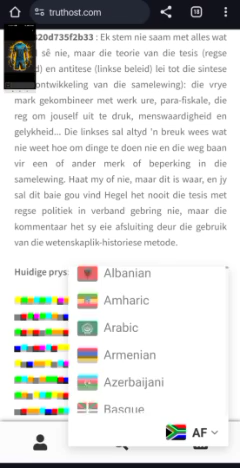 truthost.com
18
i20d735f2b33 : Ek stem nie saam met alles wat
sê nie, maar die teorie van die tesis (regse
) en antitese (linkse beleid) lei tot die sintese
ontwikkeling van die samelewing): die vrye
mark gekombineer met werk ure, para-fiskale, die
reg om jouself uit te druk, menswaardigheid en
gelykheid... Die linkses sal altyd 'n breuk wees wat
nie weet hoe om dinge te doen nie en die weg baan
vir een of ander merk of beperking in die
samelewing. Haat my of nie, maar dit is waar, en jy
sal dit baie gou vind Hegel het nooit die tesis met
regse politiek in verband gebring nie, maar die
kommentaar het sy eie afsluiting deur die gebruik
van die wetenskaplik-historiese metode.
Huidige prys
Albanian
Amharic
Arabic
Armenian
Azerbaijani
Basque
AF